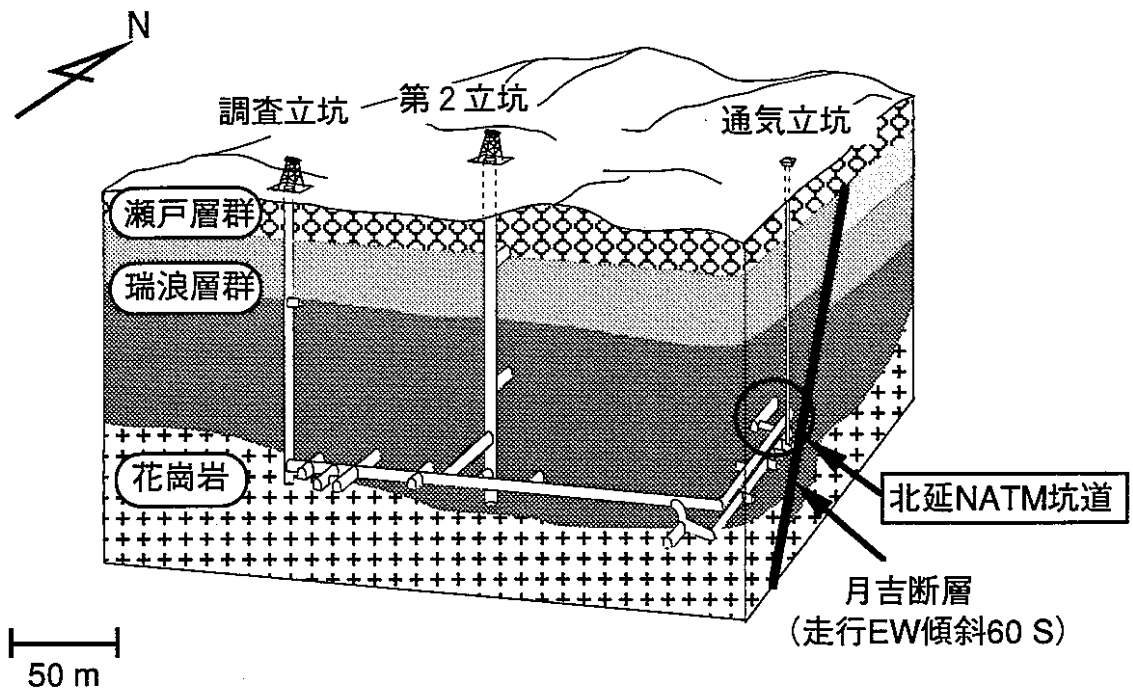 N
調査立坑
第2立坑
通気立坑
瀬戸層群
瑞浪層群
花崗岩
北延NATM坑道
月吉断層
（走行EW傾斜60 S）
50 m